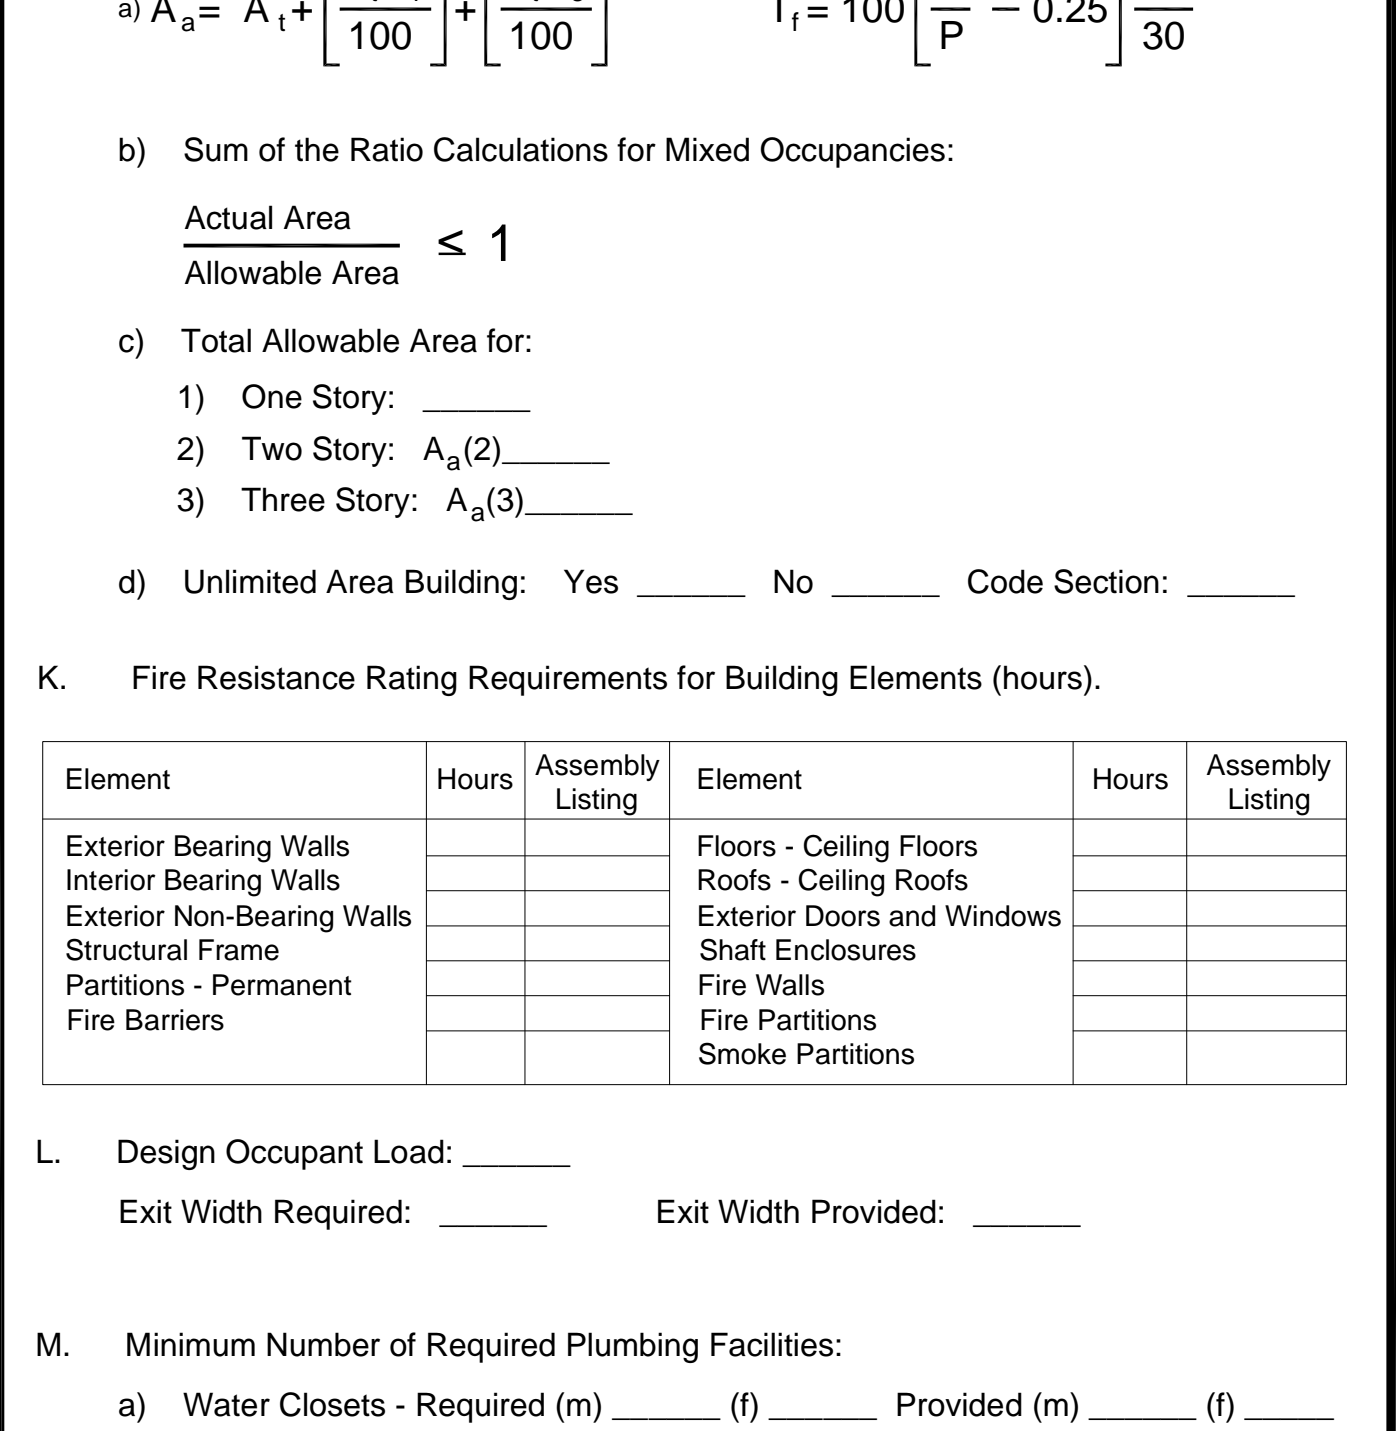 a) A a = A t + [ 100 ] + [ 100 ] f = 100 [ P − 0.25 ] 30
b) Sum of the Ratio Calculations for Mixed Occupancies:
Actual Area
≤ 1
Allowable Area
c) Total Allowable Area for:
1) One Story: ______
2) Two Story: Aa(2)______
3) Three Story: Aa(3)______
d) Unlimited Area Building: Yes ______ No ______ Code Section: ______
K. Fire Resistance Rating Requirements for Building Elements (hours).
Element Hours Assembly Listing Element Hours Assembly Listing
Exterior Bearing Walls Floors - Ceiling Floors
Interior Bearing Walls Roofs - Ceiling Roofs
Exterior Non-Bearing Walls Exterior Doors and Windows
Structural Frame Shaft Enclosures
Partitions - Permanent Fire Walls
Fire Barriers Fire Partitions
Smoke Partitions
L. Design Occupant Load: ______
Exit Width Required: ______ Exit Width Provided: ______
M. Minimum Number of Required Plumbing Facilities:
a) Water Closets - Required (m) ______ (f) ______ Provided (m) ______ (f) _____